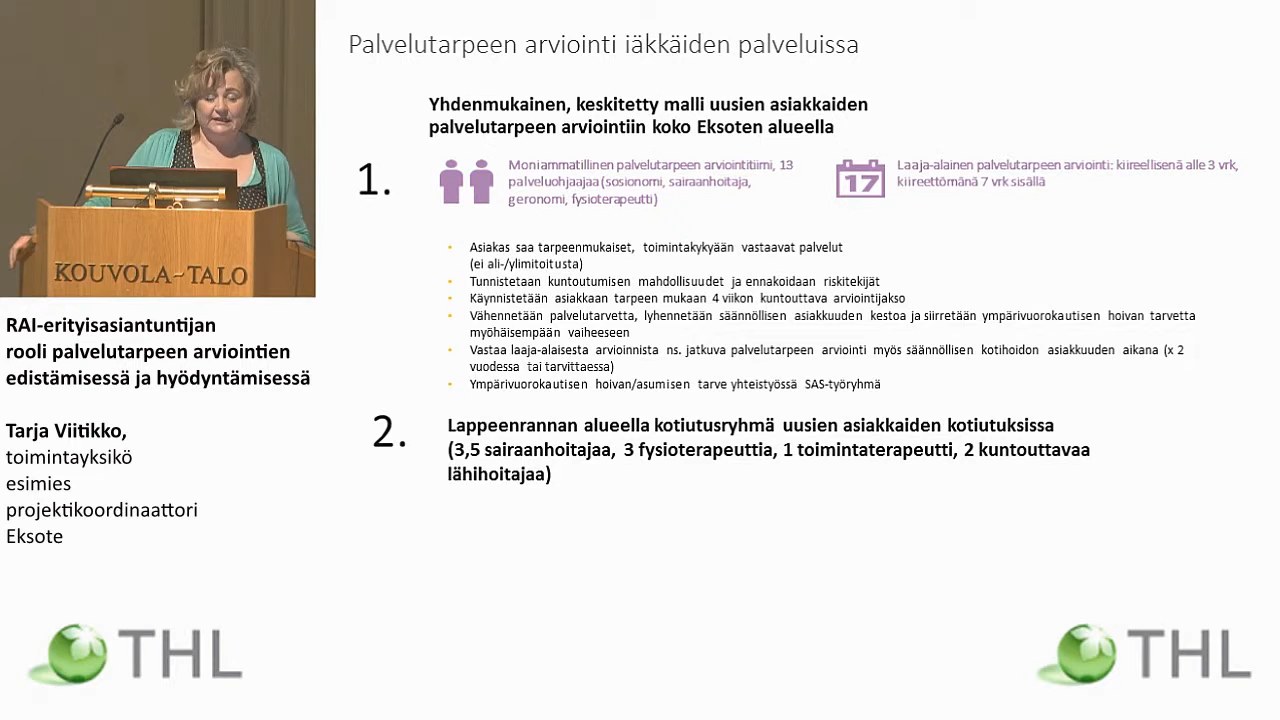 Palvelutarpeen arviointi iäkkäiden palveluissa
Yhdenmukainen, keskitetty malli uusien asiakkaiden
palvelutarpeen arviointiin koko Eksoten alueella
1.
Moniammatillinen palvelutarpeen arviointitiimi, 13
palveluohjaajaa (sosionomi, sairaanhoitaja,
geronomi, fysioterapeutti)
17
Laaja-alainen palvelutarpeen arviointi: kiireellisenä alle 3 vrk,
kiireettömänä 7 vrk sisällä
• Asiakas saa tarpeenmukaiset, toimintakykyään vastaavat palvelut
(ei ali-/ylimitoitusta)
• Tunnistetaan kuntoutumisen mahdollisuudet ja ennakoidaan riskitekijät
• Käynnistetään asiakkaan tarpeen mukaan 4 viikon kuntouttava arviointijakso
• Vähennetään palvelutarvetta, lyhennetään säännöllisen asiakkuuden kestoa ja siirretään ympärivuorokautisen hoivan tarvetta
myöhäisempään vaiheeseen
• Vastaa laaja-alaisesta arvioinnista ns. jatkuva palvelutarpeen arviointi myös säännöllisen kotihoidon asiakkuuden aikana (x 2
vuodessa tai tarvittaessa)
• Ympärivuorokautisen hoivan/asumisen tarve yhteistyössä SAS-työryhmä
2.
Lappeenrannan alueella kotiutusryhmä uusien asiakkaiden kotiutuksissa
(3,5 sairaanhoitajaa, 3 fysioterapeuttia, 1 toimintaterapeutti, 2 kuntouttavaa
lähihoitajaa)
KOUVOLA-TALO
RAI-erityisasiantuntijan
rooli palvelutarpeen arviointien
edistämisessä ja hyödyntämisessä
Tarja Viitikko,
toimintayksikö
esimies
projektikoordinaattori
Eksote
THL
THL